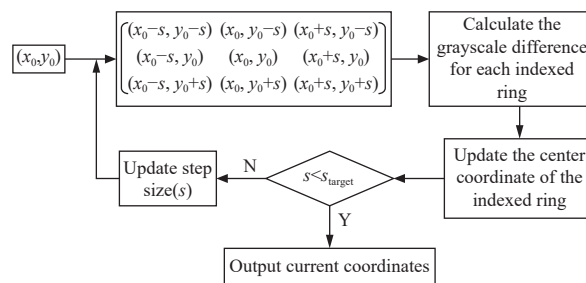 (x₀,y₀)
(x₀−s, y₀−s) (x₀, y₀−s) (x₀+s, y₀−s)
(x₀−s, y₀) (x₀, y₀) (x₀+s, y₀)
(x₀−s, y₀+s) (x₀, y₀+s) (x₀+s, y₀+s)
Calculate the
grayscale difference
for each indexed
ring
Update the center
coordinate of the
indexed ring
s<s_target
N
Update step
size(s)
Y
Output current coordinates